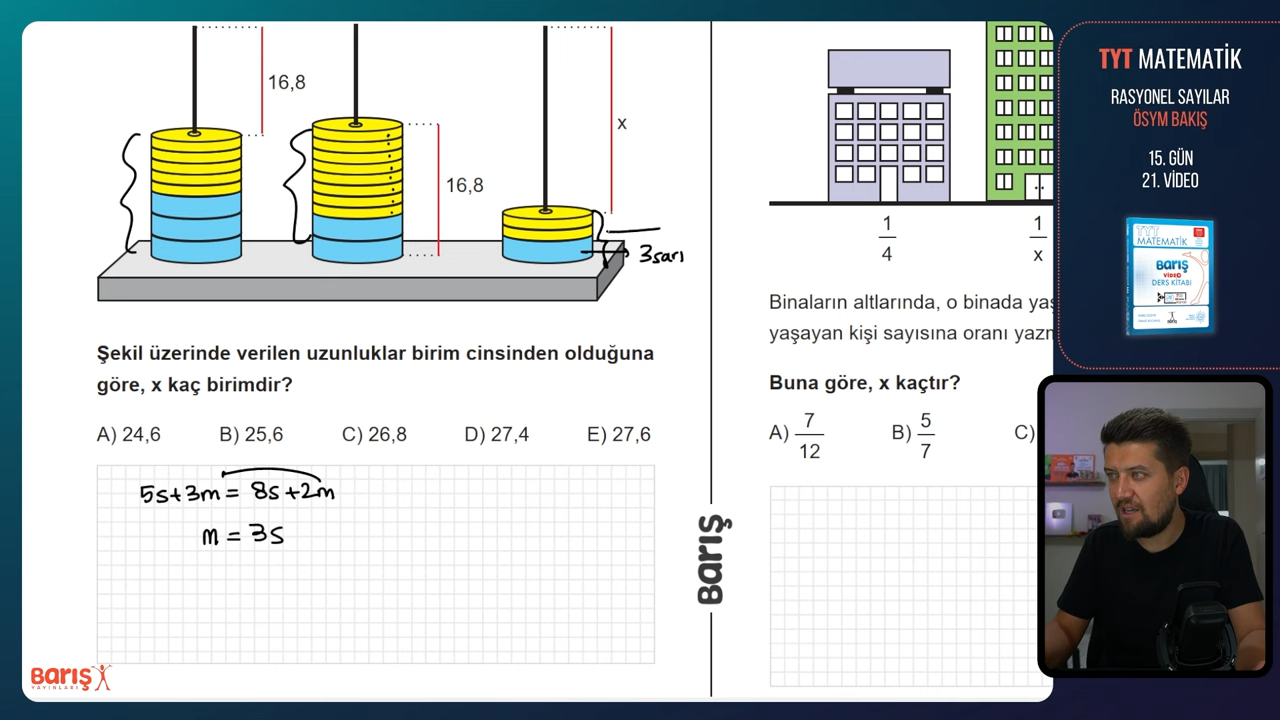 16,8
16,8
x
3sarı
Şekil üzerinde verilen uzunluklar birim cinsinden olduğuna
göre, x kaç birimdir?
A) 24,6 B) 25,6 C) 26,8 D) 27,4 E) 27,6
5s+3m = 8s+2m
m = 3s
BARIŞ
YAYINLARI
Barış
1/4
1/x
Binaların altlarında, o binada yaş
yaşayan kişi sayısına oranı yazı
Buna göre, x kaçtır?
A) 7/12 B) 5/7 C)
TYT MATEMATİK
RASYONEL SAYILAR
ÖSYM BAKIŞ
15. GÜN
21. VİDEO
TYT
MATEMATİK
BARIŞ
VİDEO
DERS KİTABI